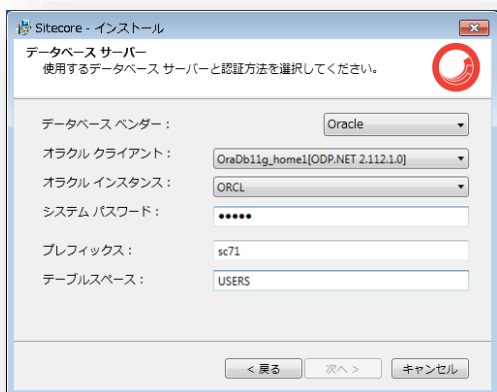 Sitecore - インストール
データベース サーバー
使用するデータベース サーバーと認証方法を選択してください。
データベース ベンダー： Oracle
オラクル クライアント： OraDb11g_home1[ODP.NET 2.112.1.0]
オラクル インスタンス： ORCL
システム パスワード： •••••
プレフィックス： sc71
テーブルスペース： USERS
< 戻る 次へ > キャンセル